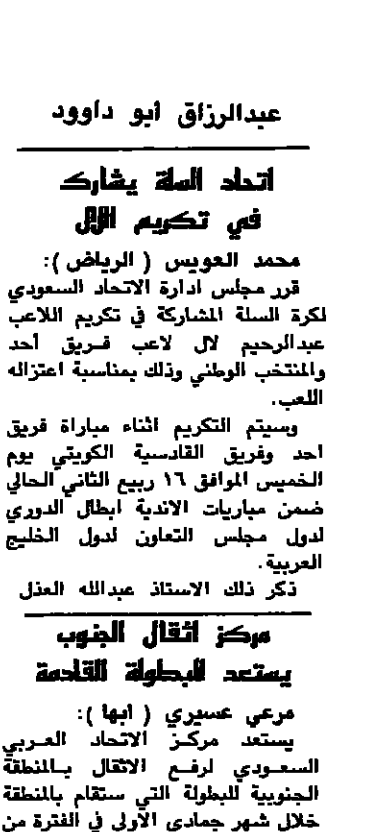 عبدالرزاق ابو داوود
اتحاد السلة يشارك
في تكريم لال
محمد العويس ( الرياض ):
قرر مجلس ادارة الاتحاد السعودي
لكرة السلة المشاركة في تكريم اللاعب
عبدالرحيم لال لاعب فريق أحد
والمنتخب الوطني وذلك بمناسبة اعتزاله
اللعب.
وسيتم التكريم اثناء مباراة فريق
احد وفريق القادسية الكويتي يوم
الخميس الموافق ١٦ ربيع الثاني الحالي
ضمن مباريات الاندية ابطال الدوري
لدول مجلس التعاون لدول الخليج
العربية.
ذكر ذلك الاستاذ عبدالله العذل
مركز اثقال الجنوب
يستعد للبطولة القادمة
مرعي عسيري ( ابها ):
يستعد مركز الاتحاد العربي
السعودي لرفع الاثقال بالمنطقة
الجنوبية للبطولة التي ستقام بالمنطقة
خلال شهر جمادى الاولى في الفترة من